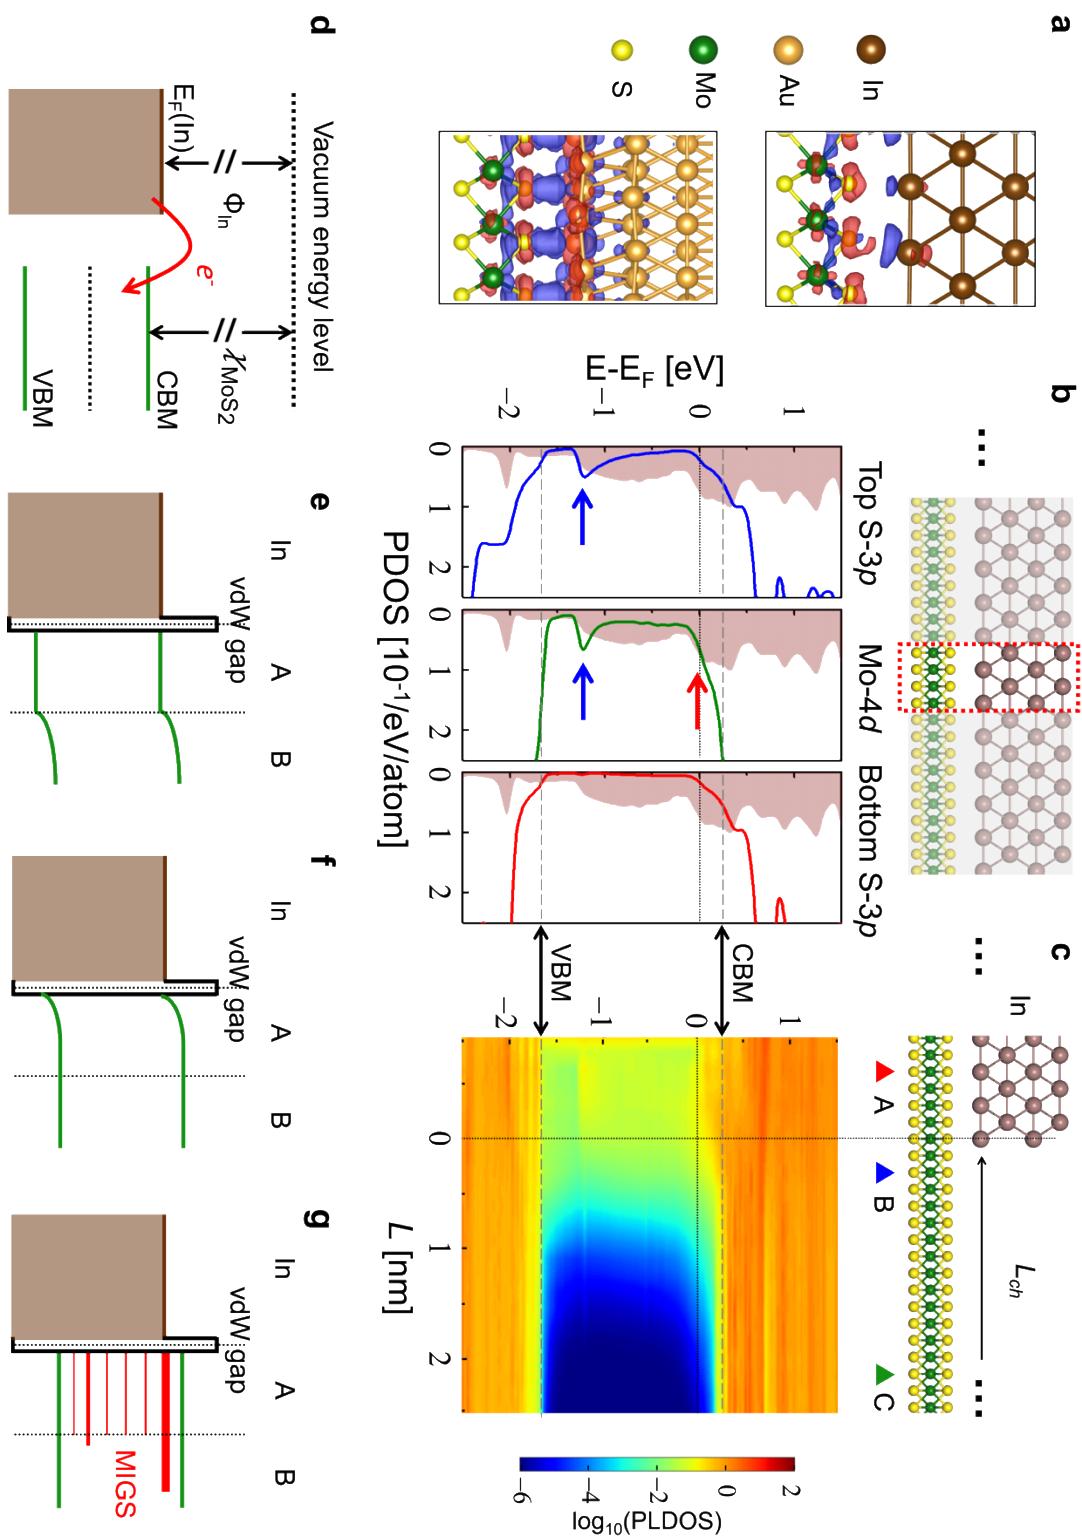 a
In
Au
Mo
S
b
...
E-E_F [eV]
−2
−1
0
1
Top S-3p
0
1
2
Mo-4d
0
1
2
Bottom S-3p
0
1
2
PDOS [10⁻¹/eV/atom]
VBM
CBM
c
...
In
L_ch
...
A
B
C
−2
−1
0
1
0
1
2
L [nm]
−6
−4
−2
0
2
log₁₀(PLDOS)
d
Vacuum energy level
E_F(In)
Φ_In
e⁻
χ_MoS₂
CBM
VBM
e
In
vdW gap
A
B
f
In
vdW gap
A
B
g
In
vdW gap
A
B
MIGS